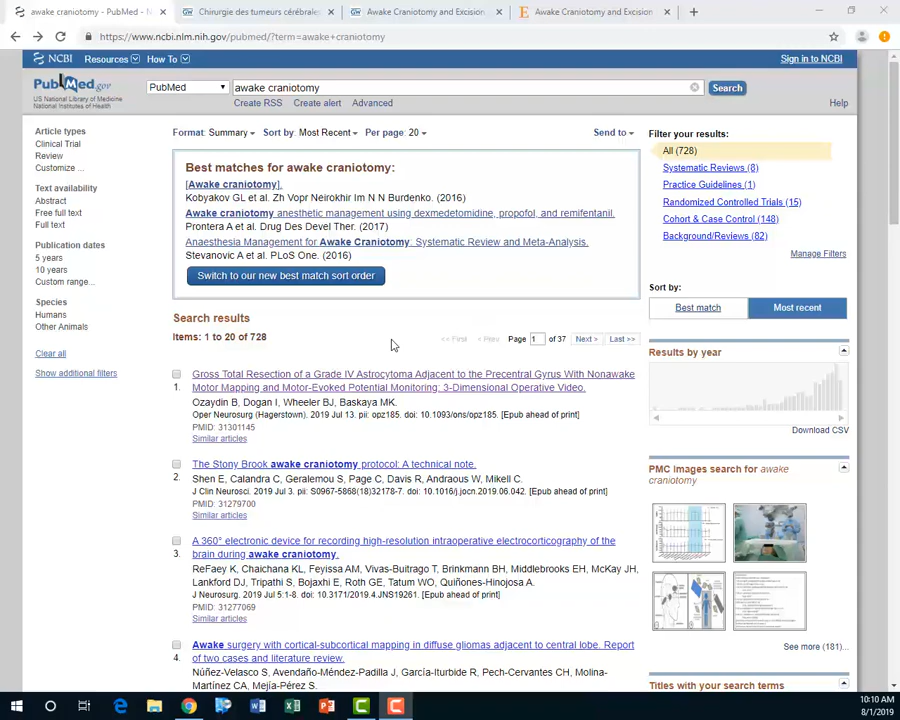 awake craniotomy - PubMed - N
Chirurgie des tumeurs cérébrale
Awake Craniotomy and Excision
Awake Craniotomy and Excision
https://www.ncbi.nlm.nih.gov/pubmed/?term=awake+craniotomy
NCBI Resources How To Sign in to NCBI
PubMed.gov
US National Library of Medicine
National Institutes of Health
PubMed
awake craniotomy
Search
Create RSS Create alert Advanced
Help
Article types
Clinical Trial
Review
Customize ...
Text availability
Abstract
Free full text
Full text
Publication dates
5 years
10 years
Custom range...
Species
Humans
Other Animals
Clear all
Show additional filters
Format: Summary Sort by: Most Recent Per page: 20 Send to
Best matches for awake craniotomy:
[Awake craniotomy].
Kobyakov GL et al. Zh Vopr Neirokhir Im N N Burdenko. (2016)
Awake craniotomy anesthetic management using dexmedetomidine, propofol, and remifentanil.
Prontera A et al. Drug Des Devel Ther. (2017)
Anaesthesia Management for Awake Craniotomy: Systematic Review and Meta-Analysis.
Stevanovic A et al. PLoS One. (2016)
Switch to our new best match sort order
Search results
Items: 1 to 20 of 728
<< First < Prev Page 1 of 37 Next > Last >>
Gross Total Resection of a Grade IV Astrocytoma Adjacent to the Precentral Gyrus With Nonawake
1. Motor Mapping and Motor-Evoked Potential Monitoring: 3-Dimensional Operative Video.
Ozaydin B, Dogan I, Wheeler BJ, Baskaya MK.
Oper Neurosurg (Hagerstown). 2019 Jul 13. pii: opz185. doi: 10.1093/ons/opz185. [Epub ahead of print]
PMID: 31301145
Similar articles
The Stony Brook awake craniotomy protocol: A technical note.
2. Shen E, Calandra C, Geralemou S, Page C, Davis R, Andraous W, Mikell C.
J Clin Neurosci. 2019 Jul 3. pii: S0967-5868(19)32178-7. doi: 10.1016/j.jocn.2019.06.042. [Epub ahead of print]
PMID: 31279700
Similar articles
A 360° electronic device for recording high-resolution intraoperative electrocorticography of the
3. brain during awake craniotomy.
ReFaey K, Chaichana KL, Feyissa AM, Vivas-Buitrago T, Brinkmann BH, Middlebrooks EH, McKay JH,
Lankford DJ, Tripathi S, Bojaxhi E, Roth GE, Tatum WO, Quiñones-Hinojosa A.
J Neurosurg. 2019 Jul 5:1-8. doi: 10.3171/2019.4.JNS19261. [Epub ahead of print]
PMID: 31277069
Similar articles
Awake surgery with cortical-subcortical mapping in diffuse gliomas adjacent to central lobe. Report
4. of two cases and literature review.
Núñez-Velasco S, Avendaño-Méndez-Padilla J, García-Iturbide R, Pech-Cervantes CH, Molina-
Martínez CA, Mejía-Pérez S.
Filter your results:
All (728)
Systematic Reviews (8)
Practice Guidelines (1)
Randomized Controlled Trials (15)
Cohort & Case Control (148)
Background/Reviews (82)
Manage Filters
Sort by:
Best match Most recent
Results by year
Download CSV
PMC Images search for awake
craniotomy
See more (181)...
Titles with your search terms
10:10 AM
8/1/2019